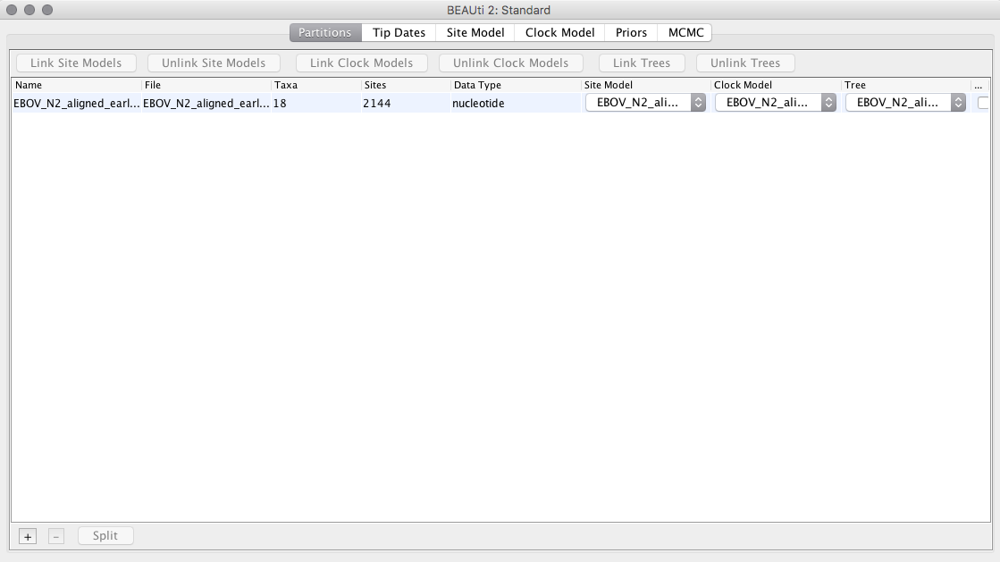 BEAUti 2: Standard
Partitions Tip Dates Site Model Clock Model Priors MCMC
Link Site Models Unlink Site Models Link Clock Models Unlink Clock Models Link Trees Unlink Trees
Name File Taxa Sites Data Type Site Model Clock Model Tree ...
EBOV_N2_aligned_earl... EBOV_N2_aligned_earl... 18 2144 nucleotide EBOV_N2_ali... EBOV_N2_ali... EBOV_N2_ali...
+ - Split